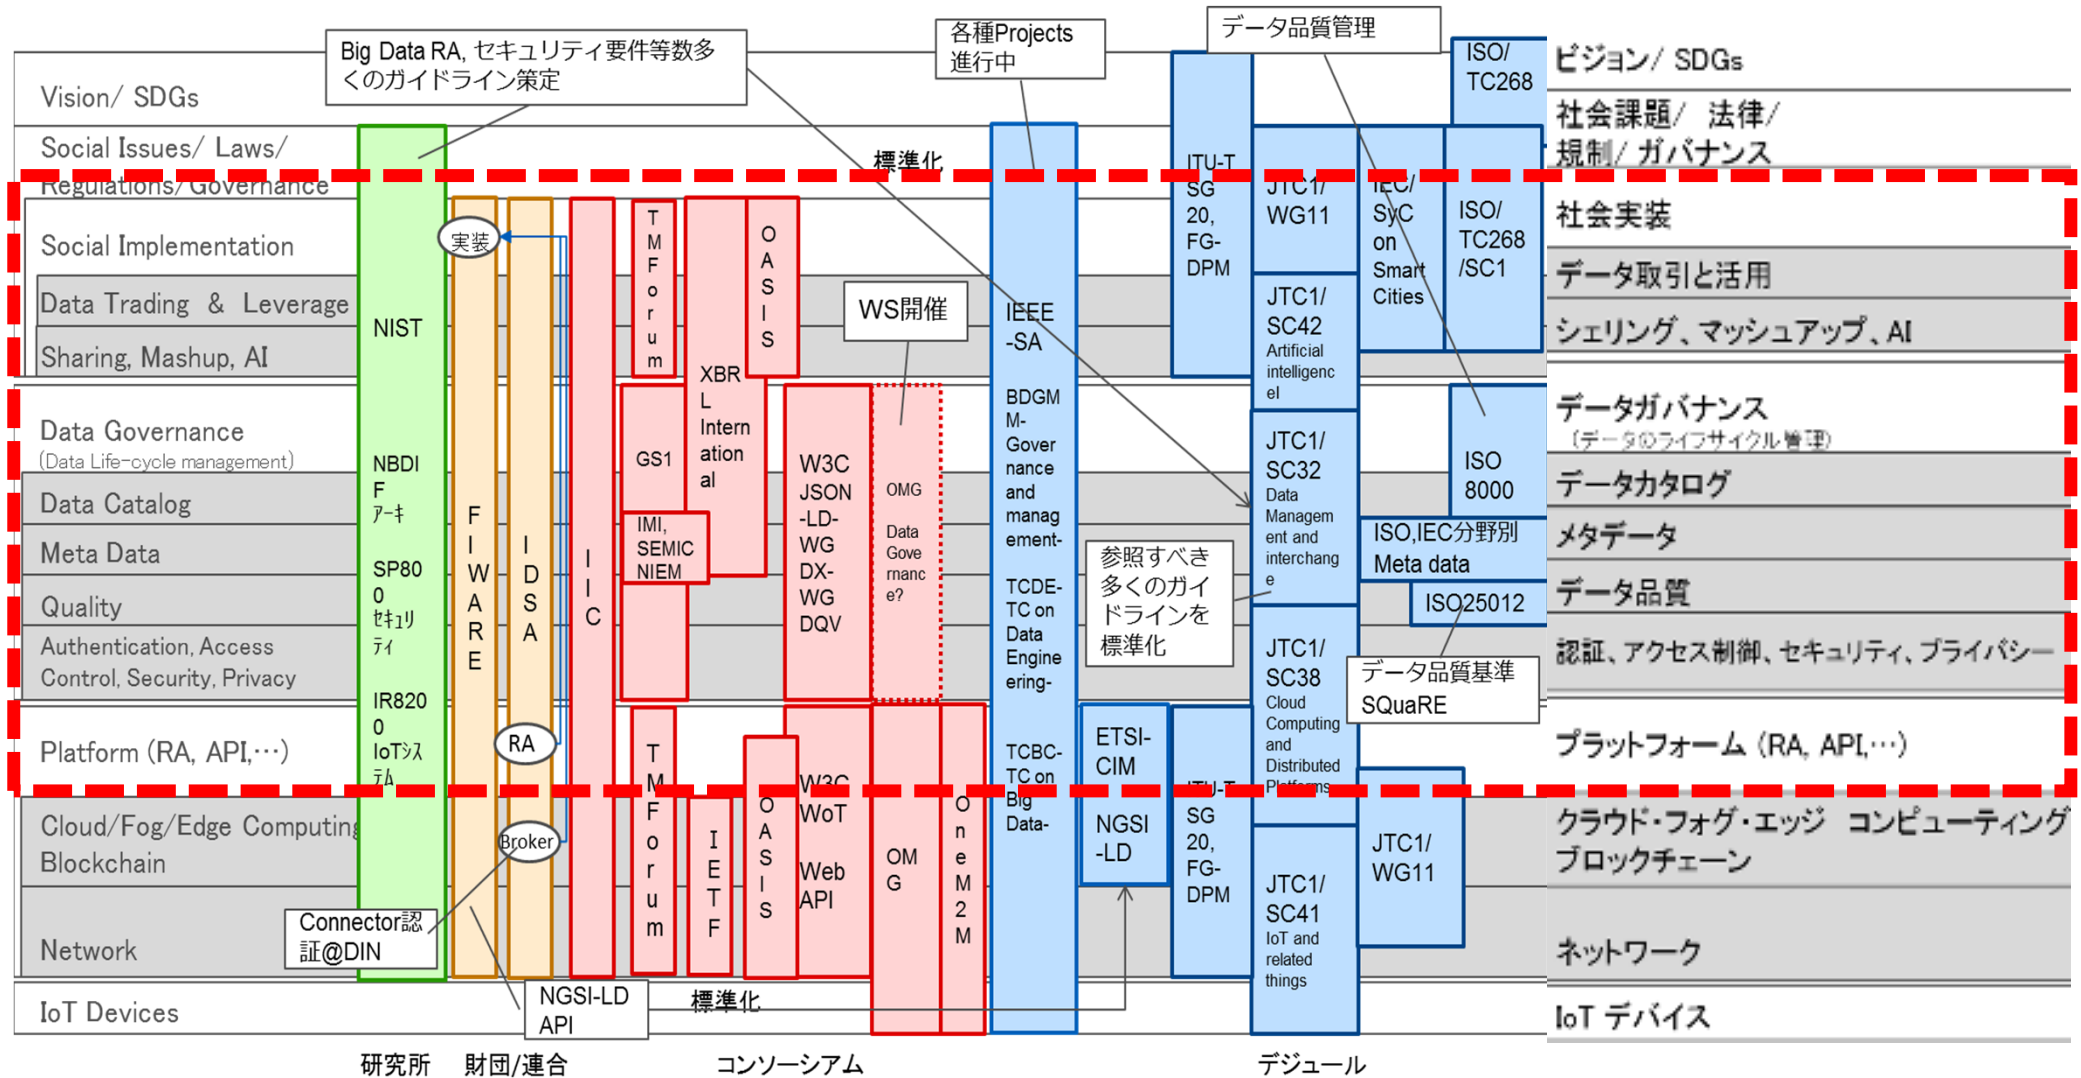 Big Data RA, セキュリティ要件等数多
くのガイドライン策定
各種Projects
進行中
データ品質管理
Vision/ SDGs
Social Issues/ Laws/
Regulations/Governance
Social Implementation
Data Trading & Leverage
Sharing, Mashup, AI
Data Governance
(Data Life-cycle management)
Data Catalog
Meta Data
Quality
Authentication, Access
Control, Security, Privacy
Platform (RA, API,…)
Cloud/Fog/Edge Computing
Blockchain
Network
IoT Devices
NIST
NBDI
F
アーキ
SP80
0
セキュリ
ティ
IR820
0
IoTシス
テム
FIWARE
IDSA
実装
RA
Broker
Connector認
証@DIN
NGSI-LD
API
標準化
IIC
TMForum
GS1
IMI,
SEMIC
NIEM
XBR
L
Intern
ation
al
OASIS
W3C
JSON
-LD-
WG
DX-
WG
DQV
WS開催
OMG
Data
Gove
rnanc
e?
TMForum
IETF
OASIS
W3C
WoT
Web
API
OM
G
OneM2M
標準化
IEEE
-SA
BDGM
M-
Gover
nance
and
manag
ement-
TCDE-
TC on
Data
Engine
ering-
TCBC-
TC on
Big
Data-
ETSI-
CIM
NGSI
-LD
ITU-T
SG
20,
FG-
DPM
ITU-T
SG
20,
FG-
DPM
参照すべき
多くのガイ
ドラインを
標準化
JTC1/
WG11
JTC1/
SC42
Artificial
intelligenc
el
JTC1/
SC32
Data
Managem
ent and
interchang
e
JTC1/
SC38
Cloud
Computing
and
Distributed
Platforms
JTC1/
SC41
IoT and
related
things
IEC/
SyC
on
Smart
Cities
ISO/
TC268
ISO/
TC268
/SC1
ISO
8000
ISO,IEC分野別
Meta data
ISO25012
データ品質基準
SQuaRE
JTC1/
WG11
ビジョン/ SDGs
社会課題/ 法律/
規制/ ガバナンス
社会実装
データ取引と活用
シェリング、マッシュアップ、AI
データガバナンス
(データのライフサイクル管理)
データカタログ
メタデータ
データ品質
認証、アクセス制御、セキュリティ、プライバシー
プラットフォーム (RA, API,…)
クラウド・フォグ・エッジ コンピューティング
ブロックチェーン
ネットワーク
IoT デバイス
研究所
財団/連合
コンソーシアム
デジュール